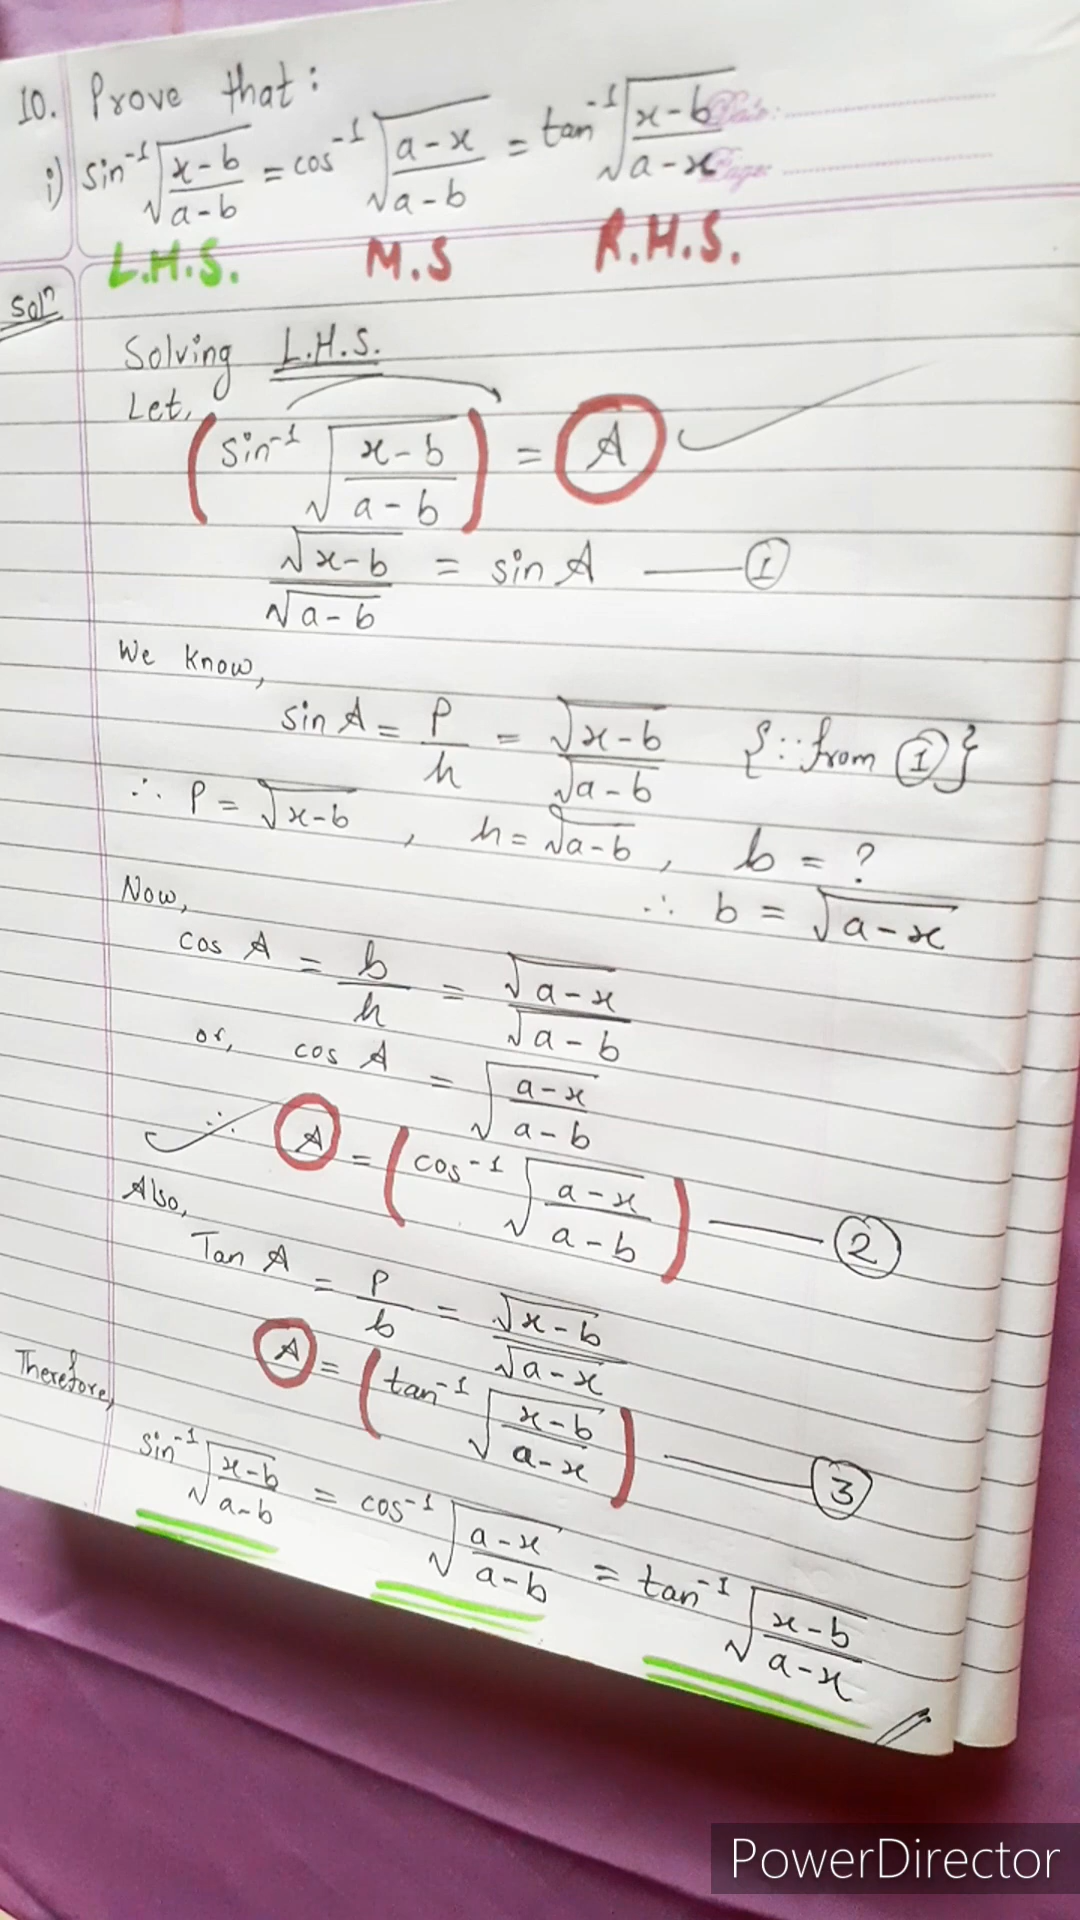 10. Prove that:
i) sin⁻¹ √(x-b)/(a-b) = cos⁻¹ √(a-x)/(a-b) = tan⁻¹ √(x-b)/(a-x)
Page: ............
L.H.S. M.S R.H.S.
Solⁿ
Solving L.H.S.
Let,
(sin⁻¹ √(x-b)/(a-b)) = A
√x-b / √a-b = sin A —— ①
We know,
sin A = P/h = √x-b / √a-b {∵ from ①}
∴ P = √x-b , h = √a-b , b = ?
∴ b = √a-x
Now,
cos A = b/h = √a-x / √a-b
or, cos A = √(a-x)/(a-b)
∴ A = (cos⁻¹ √(a-x)/(a-b)) —— ②
Also,
Tan A = P/b = √x-b / √a-x
A = (tan⁻¹ √(x-b)/(a-x)) —— ③
Therefore,
sin⁻¹ √(x-b)/(a-b) = cos⁻¹ √(a-x)/(a-b) = tan⁻¹ √(x-b)/(a-x)
PowerDirector